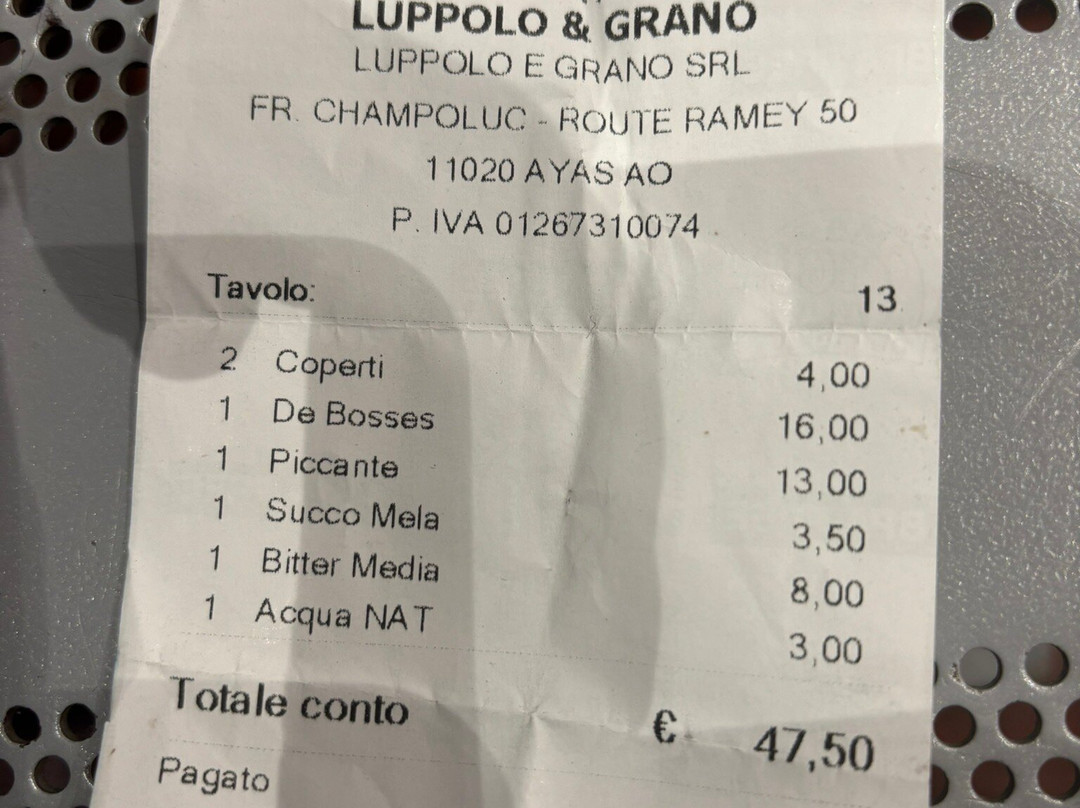 LUPPOLO & GRANO
LUPPOLO E GRANO SRL
FR. CHAMPOLUC - ROUTE RAMEY 50
11020 AYAS AO
P. IVA 01267310074
Tavolo: 13
2 Coperti 4,00
1 De Bosses 16,00
1 Piccante 13,00
1 Succo Mela 3,50
1 Bitter Media 8,00
1 Acqua NAT 3,00
Totale conto € 47,50
Pagato